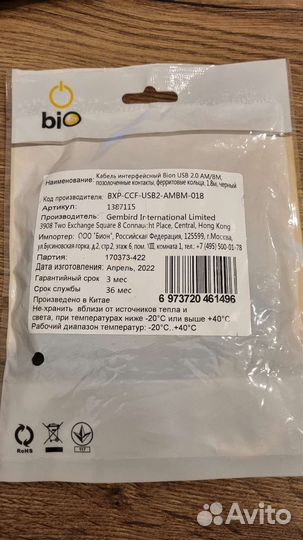 biO
Наименование: Кабель интерфейсный Bion USB 2.0 AM/BM,
позолоченные контакты, ферритовые кольца, 1.8м, черный
Код производителя: BXP-CCF-USB2-AMBM-018
Артикул: 1387115
Производитель: Gembird International Limited
3908 Two Exchange Square 8 Connaucht Place, Central, Hong Kong
Импортер: ООО "Бион", Российская Федерация, 125599, г.Москва,
ул.Бусиновская горка, д.2, стр.2, этаж 6, пом. 1, ком. 1, тел.: +7 (495) 500-01-78
Партия: 170373-422
Дата изготовления: Апрель, 2022
Гарантийный срок 3 мес
Срок службы 36 мес
Произведено в Китае
6 973720 461496
Не хранить вблизи от источников тепла и
света, при температурах ниже -20°C или выше +40°C
Рабочий диапазон температур: -20°C..+40°C
RoHS
Avito